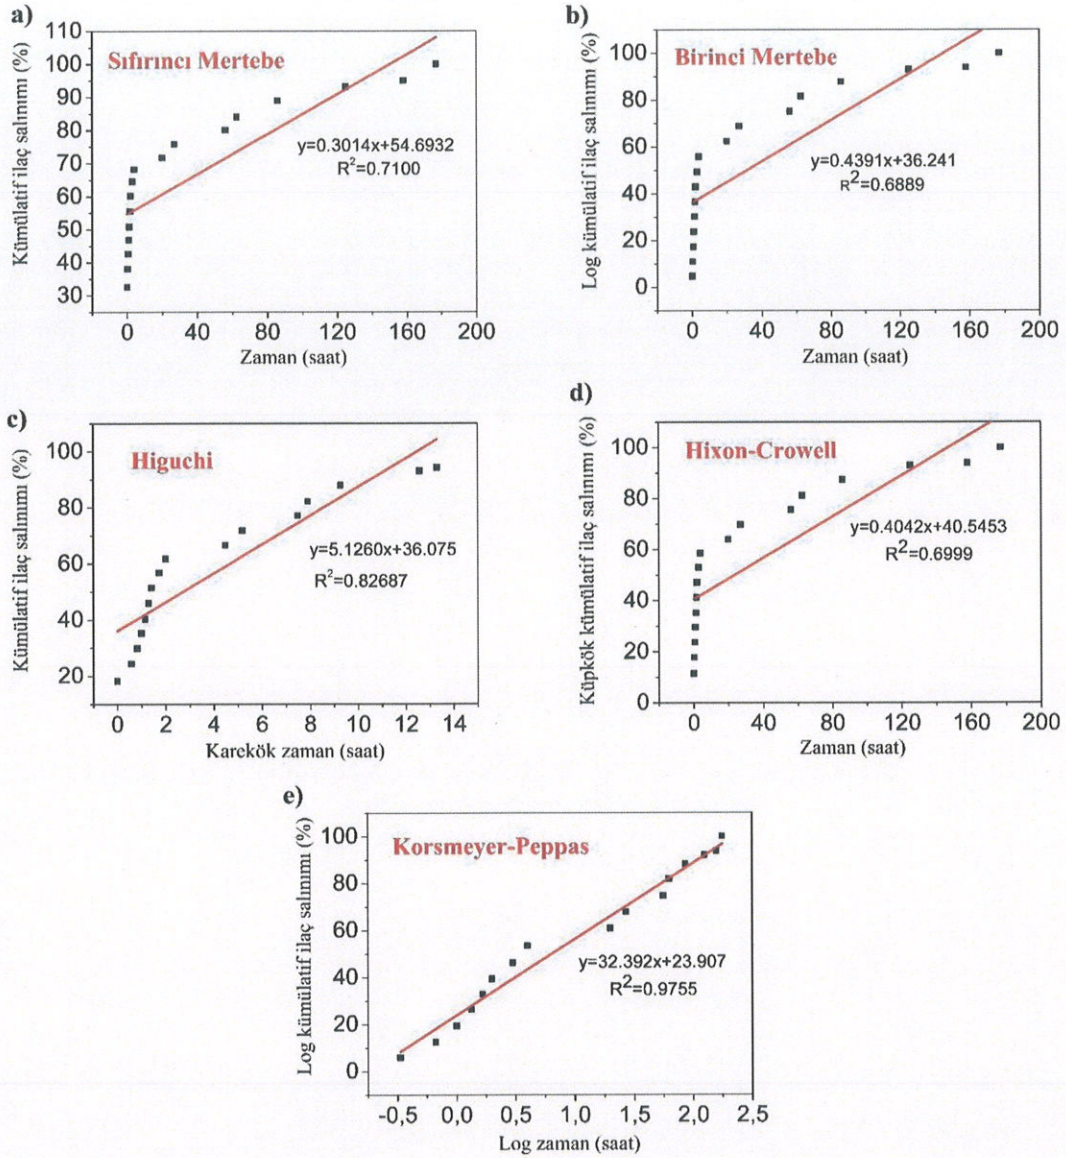 a)
Sıfırıncı Mertebe
y=0.3014x+54.6932
R²=0.7100
Kümülatif ilaç salınımı (%)
110
100
90
80
70
60
50
40
30
0 40 80 120 160 200
Zaman (saat)
b)
Birinci Mertebe
y=0.4391x+36.241
R²=0.6889
Log kümülatif ilaç salınımı (%)
100
80
60
40
20
0
0 40 80 120 160 200
Zaman (saat)
c)
Higuchi
y=5.1260x+36.075
R²=0.82687
Kümülatif ilaç salınımı (%)
100
80
60
40
20
0 2 4 6 8 10 12 14
Karekök zaman (saat)
d)
Hixon-Crowell
y=0.4042x+40.5453
R²=0.6999
Küpkök kümülatif ilaç salınımı (%)
100
80
60
40
20
0
0 40 80 120 160 200
Zaman (saat)
e)
Korsmeyer-Peppas
y=32.392x+23.907
R²=0.9755
Log kümülatif ilaç salınımı (%)
100
80
60
40
20
0
-0,5 0,0 0,5 1,0 1,5 2,0 2,5
Log zaman (saat)